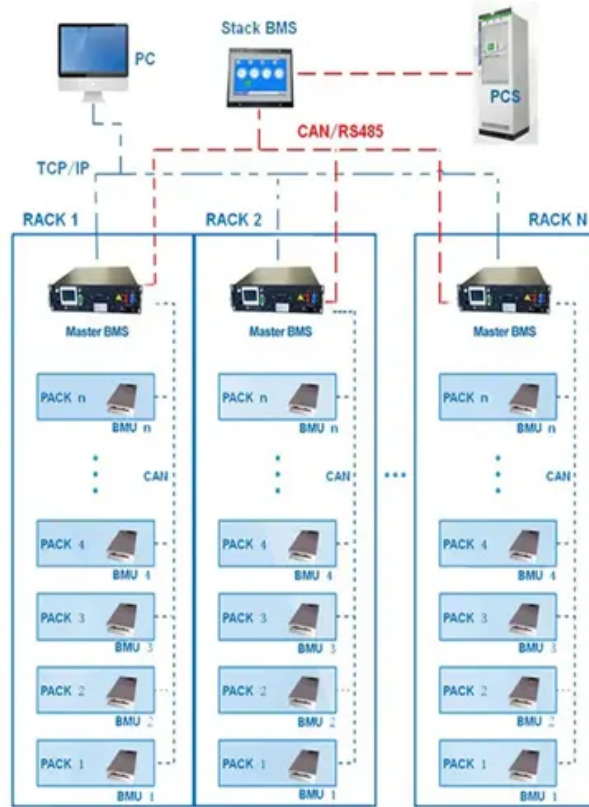 PC
Stack BMS
PCS
CAN/RS485
TCP/IP
RACK 1
RACK 2
RACK N
Master BMS
Master BMS
Master BMS
PACK n
BMU n
PACK n
BMU n
PACK n
BMU n
CAN
CAN
CAN
PACK 4
BMU 4
PACK 4
BMU 4
PACK 4
BMU 4
PACK 3
BMU 3
PACK 3
BMU 3
PACK 3
BMU 3
PACK 2
BMU 2
PACK 2
BMU 2
PACK 2
BMU 2
PACK 1
BMU 1
PACK 1
BMU 1
PACK 1
BMU 1